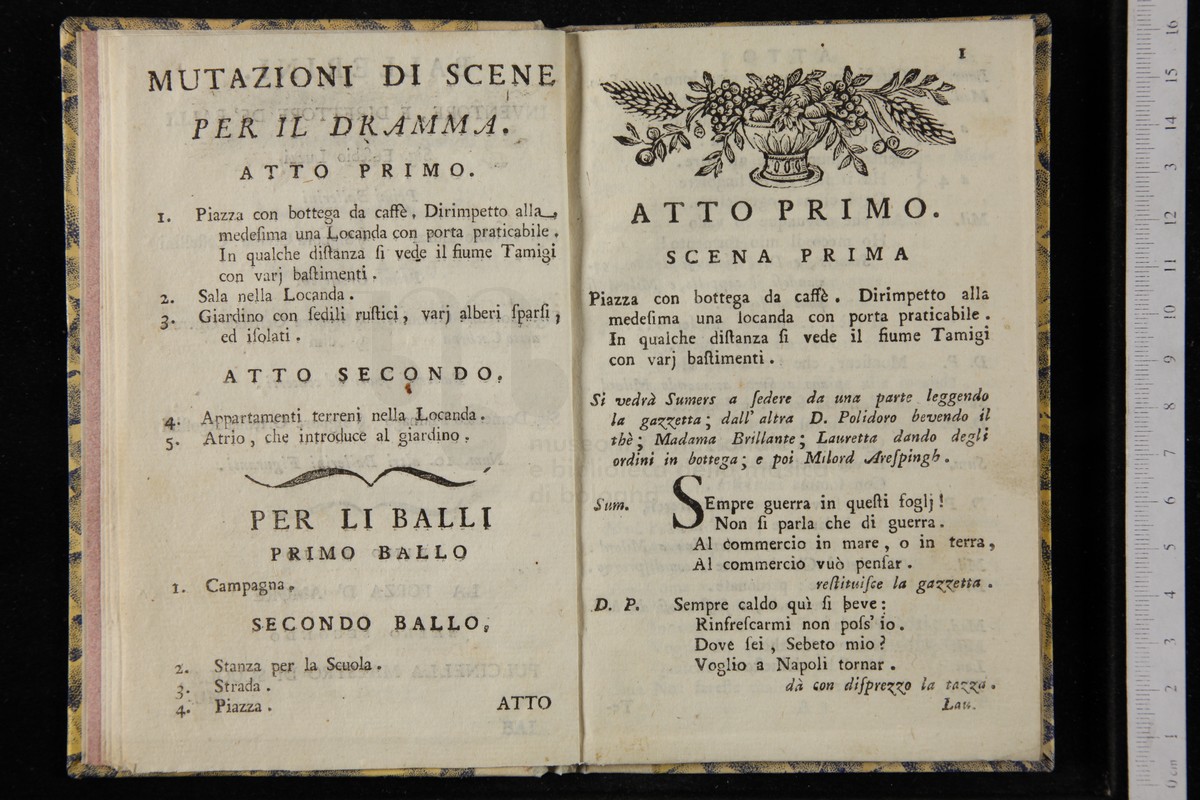 MUTAZIONI DI SCENE
PER IL DRAMMA.
ATTO PRIMO.
1. Piazza con bottega da caffè. Dirimpetto alla
medeſima una Locanda con porta praticabile.
In qualche diſtanza ſi vede il fiume Tamigi
con varj baſtimenti.
2. Sala nella Locanda.
3. Giardino con ſedili ruſtici, varj alberi ſparſi,
ed iſolati.
ATTO SECONDO.
4. Appartamenti terreni nella Locanda.
5. Atrio, che introduce al giardino.
PER LI BALLI
PRIMO BALLO
1. Campagna.
SECONDO BALLO,
2. Stanza per la Scuola.
3. Strada.
4. Piazza.
ATTO
1
ATTO PRIMO.
SCENA PRIMA
Piazza con bottega da caffè. Dirimpetto alla
medeſima una locanda con porta praticabile.
In qualche diſtanza ſi vede il fiume Tamigi
con varj baſtimenti.
Si vedrà Sumers a ſedere da una parte leggendo
la gazzetta; dall' altra D. Polidoro bevendo il
thè; Madama Brillante; Lauretta dando degli
ordini in bottega; e poi Milord Areſpingh.
Sum. SEmpre guerra in queſti foglj!
Non ſi parla che di guerra.
Al commercio in mare, o in terra,
Al commercio vuò penſar.
reſtituiſce la gazzetta.
D. P. Sempre caldo quì ſi beve:
Rinfreſcarmi non poſs' io.
Dove ſei, Sebeto mio?
Voglio a Napoli tornar.
dà con diſprezzo la tazza.
Lau.